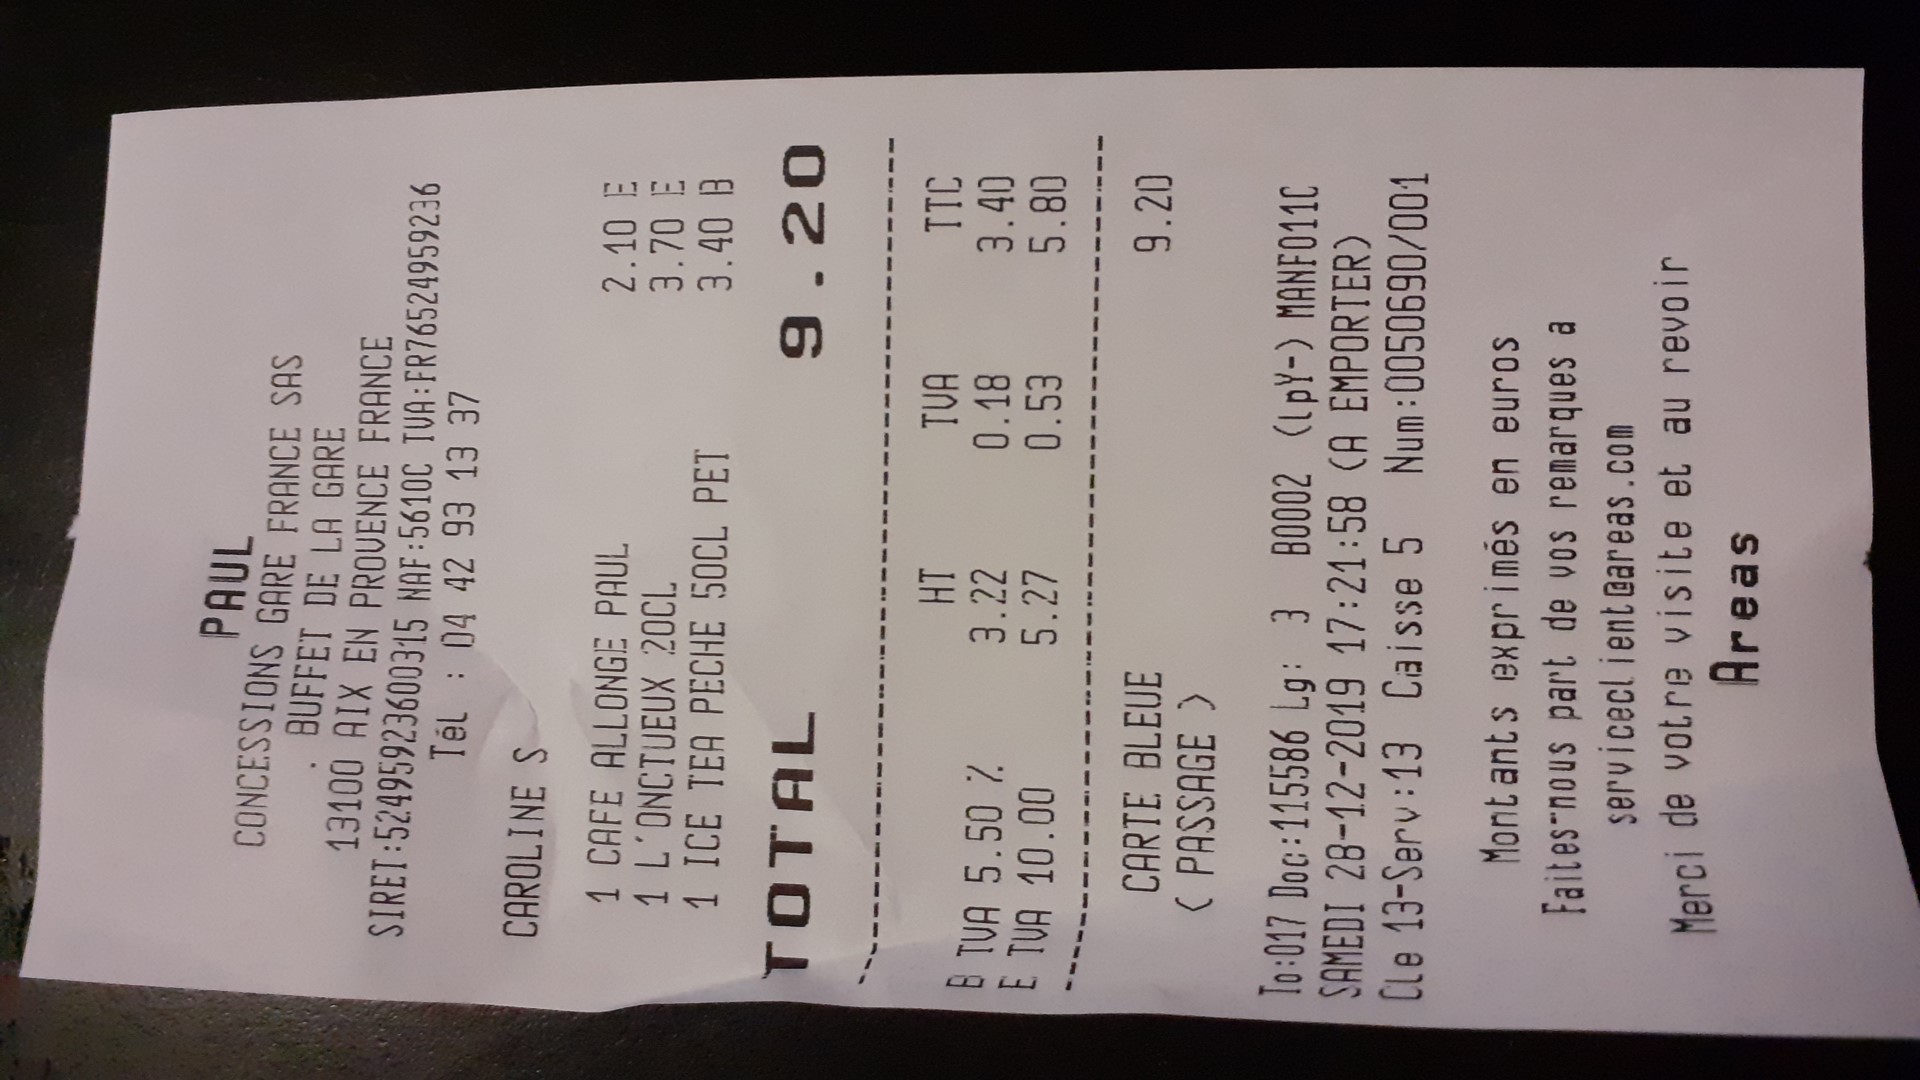 PAUL
CONCESSIONS GARE FRANCE SAS
. BUFFET DE LA GARE
13100 AIX EN PROVENCE FRANCE
SIRET:52495923600315 NAF:5610C TVA:FR76524959236
Tél : 04 42 93 13 37
CAROLINE S
1 CAFE ALLONGE PAUL 2.10 E
1 L'ONCTUEUX 20CL 3.70 E
1 ICE TEA PECHE 50CL PET 3.40 B
TOTAL 9.20
HT TVA TTC
B TVA 5.50 % 3.22 0.18 3.40
E TVA 10.00 5.27 0.53 5.80
CARTE BLEUE 9.20
( PASSAGE )
To:017 Doc:115586 Lg: 3 B0002 (lpY-) MANF011C
SAMEDI 28-12-2019 17:21:58 (A EMPORTER)
Cle 13-Serv:13 Caisse 5 Num:0050690/001
Montants exprimés en euros
Faites-nous part de vos remarques a
serviceclient@areas.com
Merci de votre visite et au revoir
Areas